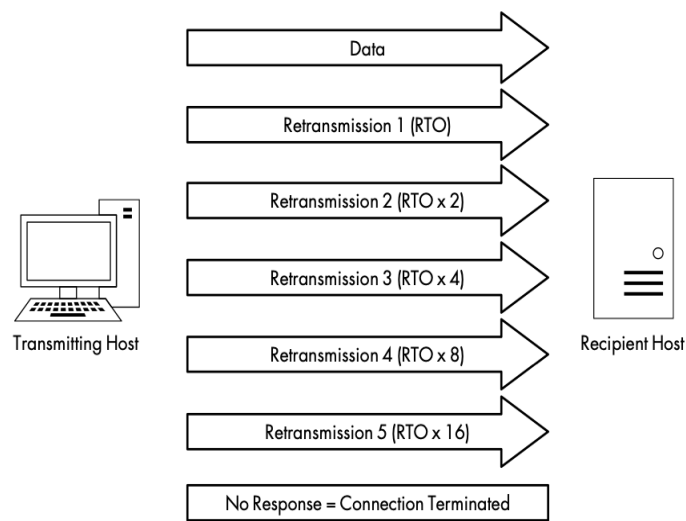 Data
Retransmission 1 (RTO)
Retransmission 2 (RTO x 2)
Retransmission 3 (RTO x 4)
Transmitting Host
Recipient Host
Retransmission 4 (RTO x 8)
Retransmission 5 (RTO x 16)
No Response = Connection Terminated